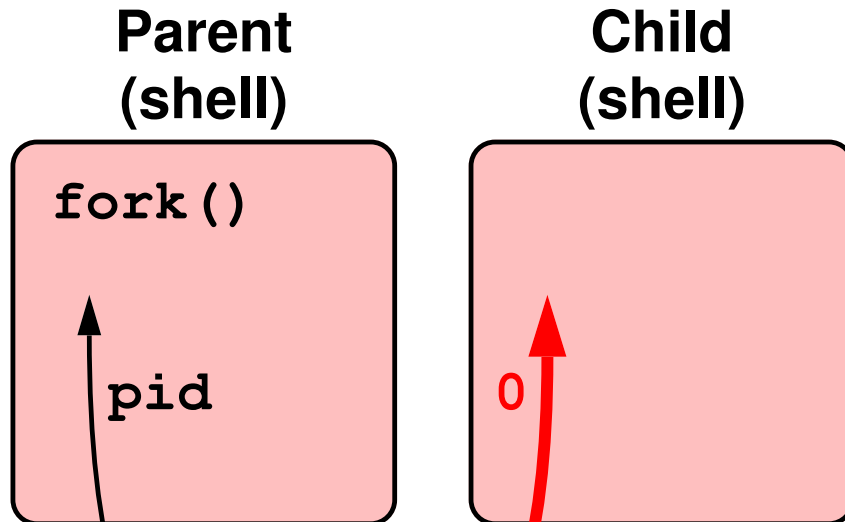 Parent
(shell)
Child
(shell)
fork()
pid
0